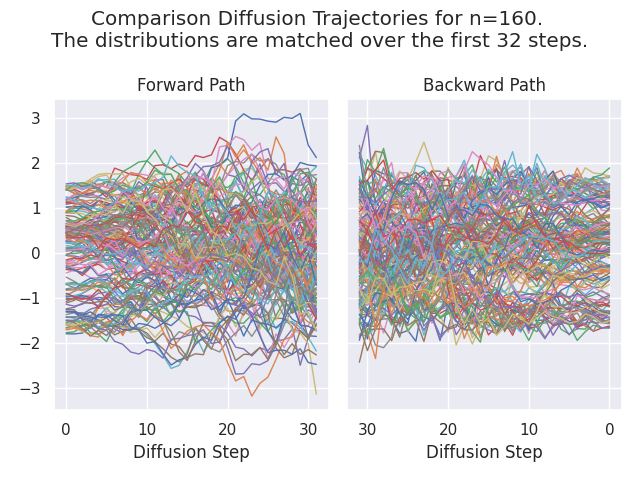 Comparison Diffusion Trajectories for n=160.
The distributions are matched over the first 32 steps.
Forward Path
Backward Path
3
2
1
0
−1
−2
−3
0 10 20 30
30 20 10 0
Diffusion Step
Diffusion Step